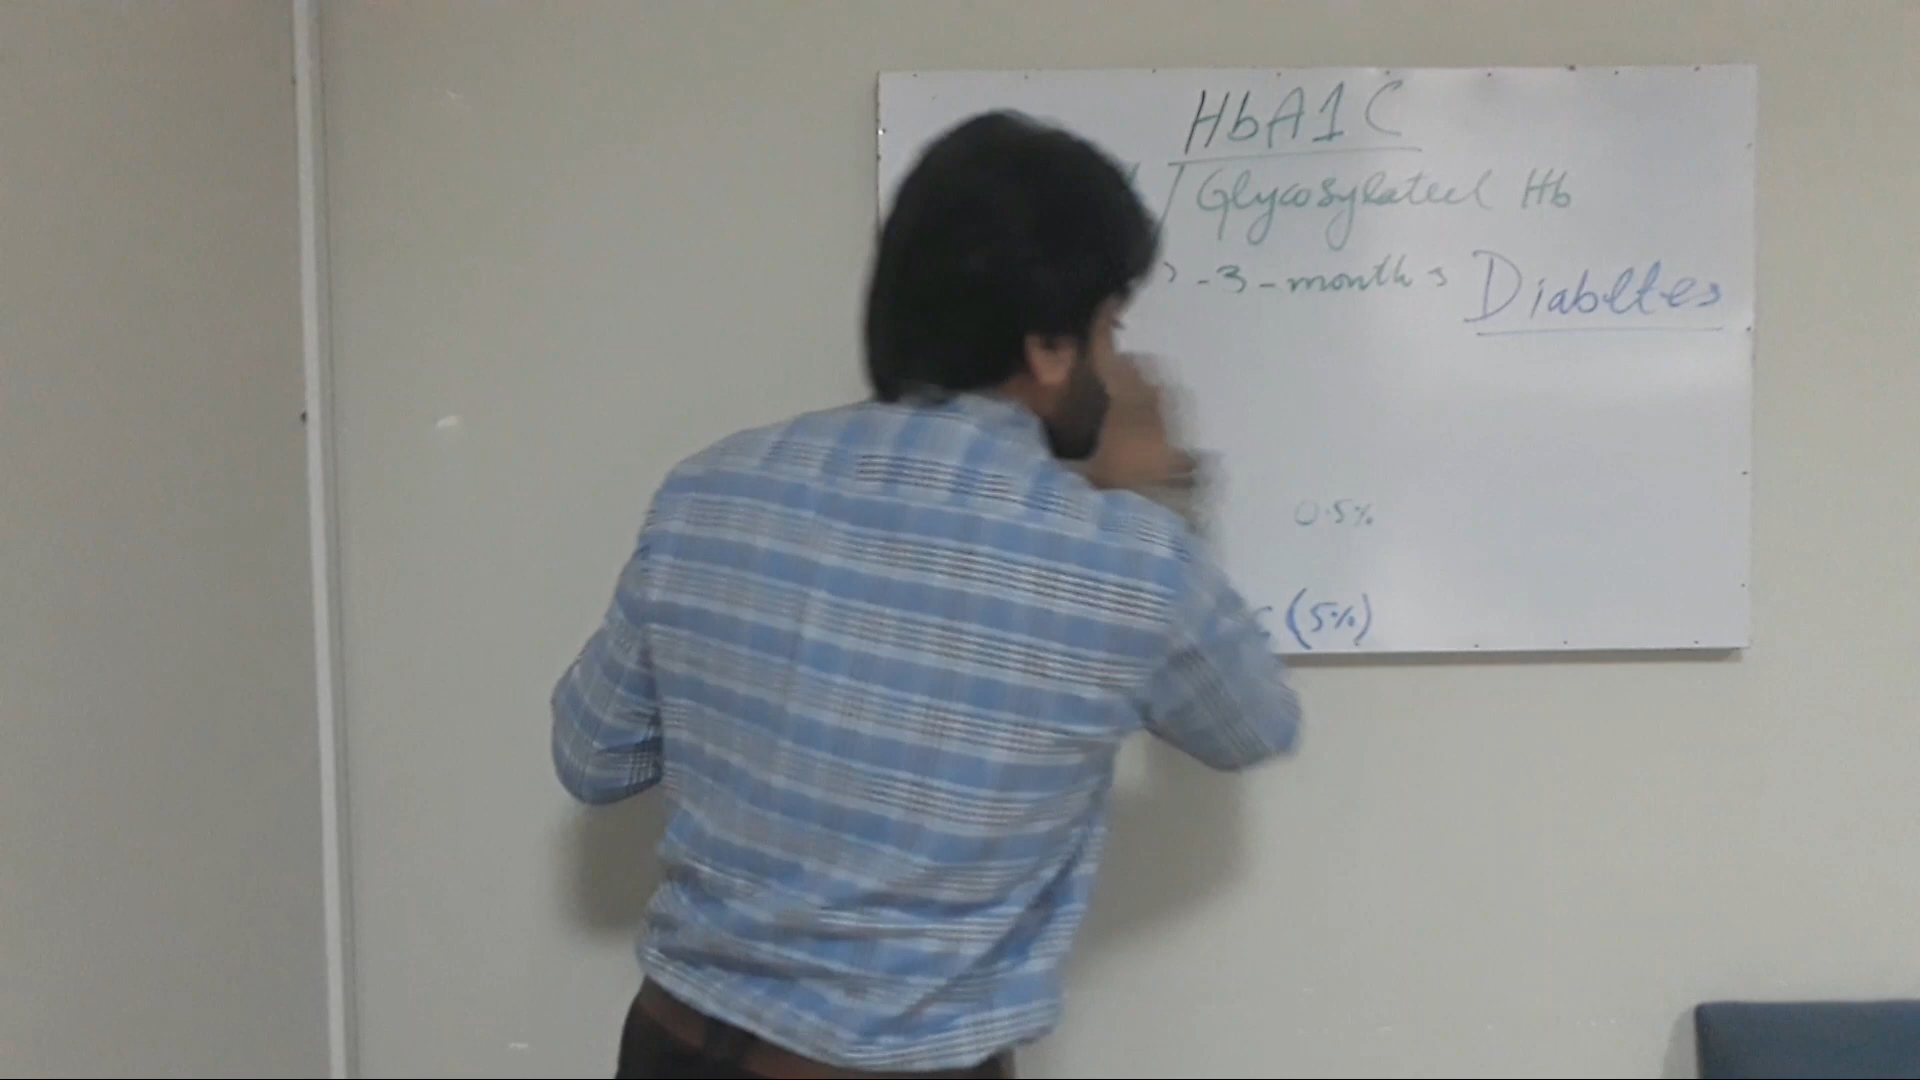 HbA1C
Glycosylated Hb
-3-months
Diabetes
0.5%
(5%)